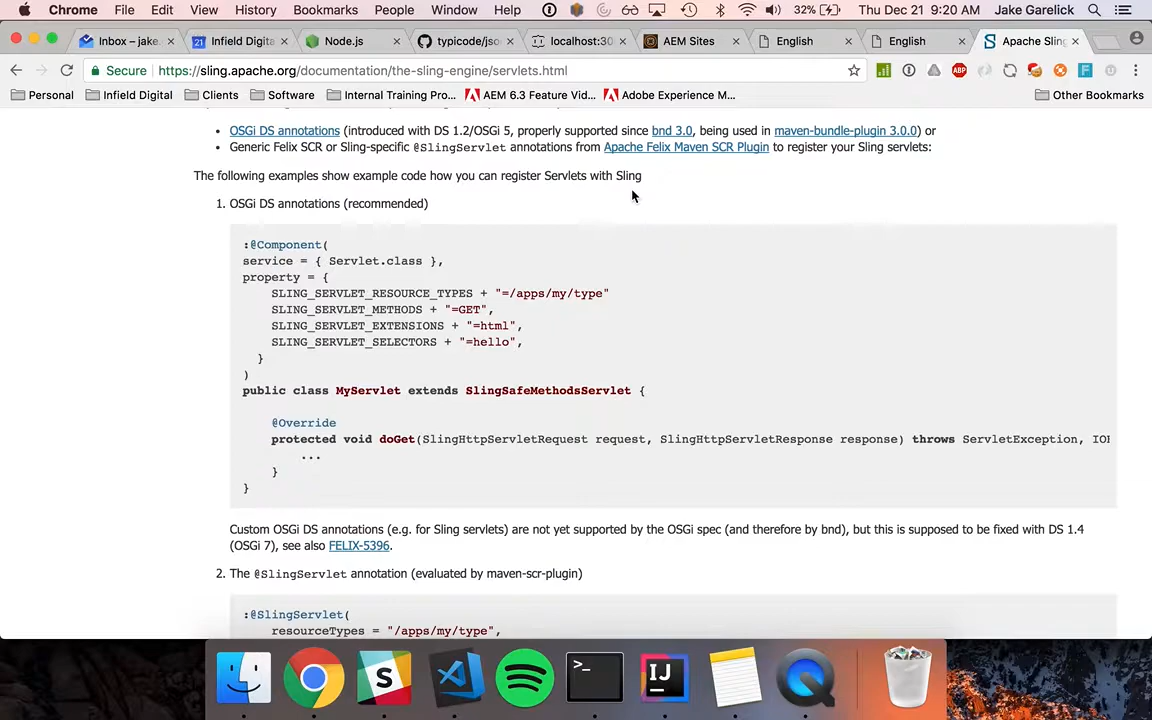 Chrome File Edit View History Bookmarks People Window Help 32% Thu Dec 21 9:20 AM Jake Garelick
Inbox – jake. Infield Digita Node.js typicode/jso localhost:30 AEM Sites English English Apache Sling
Secure https://sling.apache.org/documentation/the-sling-engine/servlets.html ABP
Personal Infield Digital Clients Software Internal Training Pro... AEM 6.3 Feature Vid... Adobe Experience M... Other Bookmarks
• OSGi DS annotations (introduced with DS 1.2/OSGi 5, properly supported since bnd 3.0, being used in maven-bundle-plugin 3.0.0) or
• Generic Felix SCR or Sling-specific @SlingServlet annotations from Apache Felix Maven SCR Plugin to register your Sling servlets:
The following examples show example code how you can register Servlets with Sling
1. OSGi DS annotations (recommended)
:@Component(
service = { Servlet.class },
property = {
SLING_SERVLET_RESOURCE_TYPES + "=/apps/my/type"
SLING_SERVLET_METHODS + "=GET",
SLING_SERVLET_EXTENSIONS + "=html",
SLING_SERVLET_SELECTORS + "=hello",
}
)
public class MyServlet extends SlingSafeMethodsServlet {
@Override
protected void doGet(SlingHttpServletRequest request, SlingHttpServletResponse response) throws ServletException, IOE
...
}
}
Custom OSGi DS annotations (e.g. for Sling servlets) are not yet supported by the OSGi spec (and therefore by bnd), but this is supposed to be fixed with DS 1.4
(OSGi 7), see also FELIX-5396.
2. The @SlingServlet annotation (evaluated by maven-scr-plugin)
:@SlingServlet(
resourceTypes = "/apps/my/type",